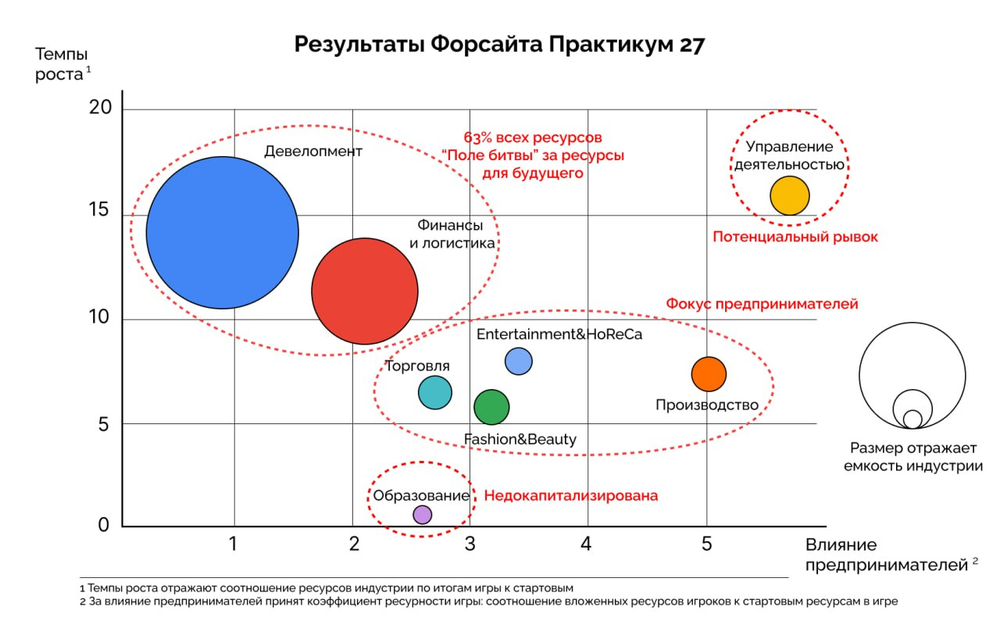 Результаты Форсайта Практикум 27
Темпы
роста 1
20
15
10
5
0
1
2
3
4
5
Девелопмент
63% всех ресурсов
“Поле битвы” за ресурсы
для будущего
Финансы
и логистика
Управление
деятельностью
Потенциальный рывок
Фокус предпринимателей
Entertainment&HoReCa
Торговля
Производство
Fashion&Beauty
Образование
Недокапитализирована
Размер отражает
емкость индустрии
Влияние
предпринимателей 2
1 Темпы роста отражают соотношение ресурсов индустрии по итогам игры к стартовым
2 За влияние предпринимателей принят коэффициент ресурности игры: соотношение вложенных ресурсов игроков к стартовым ресурсам в игре